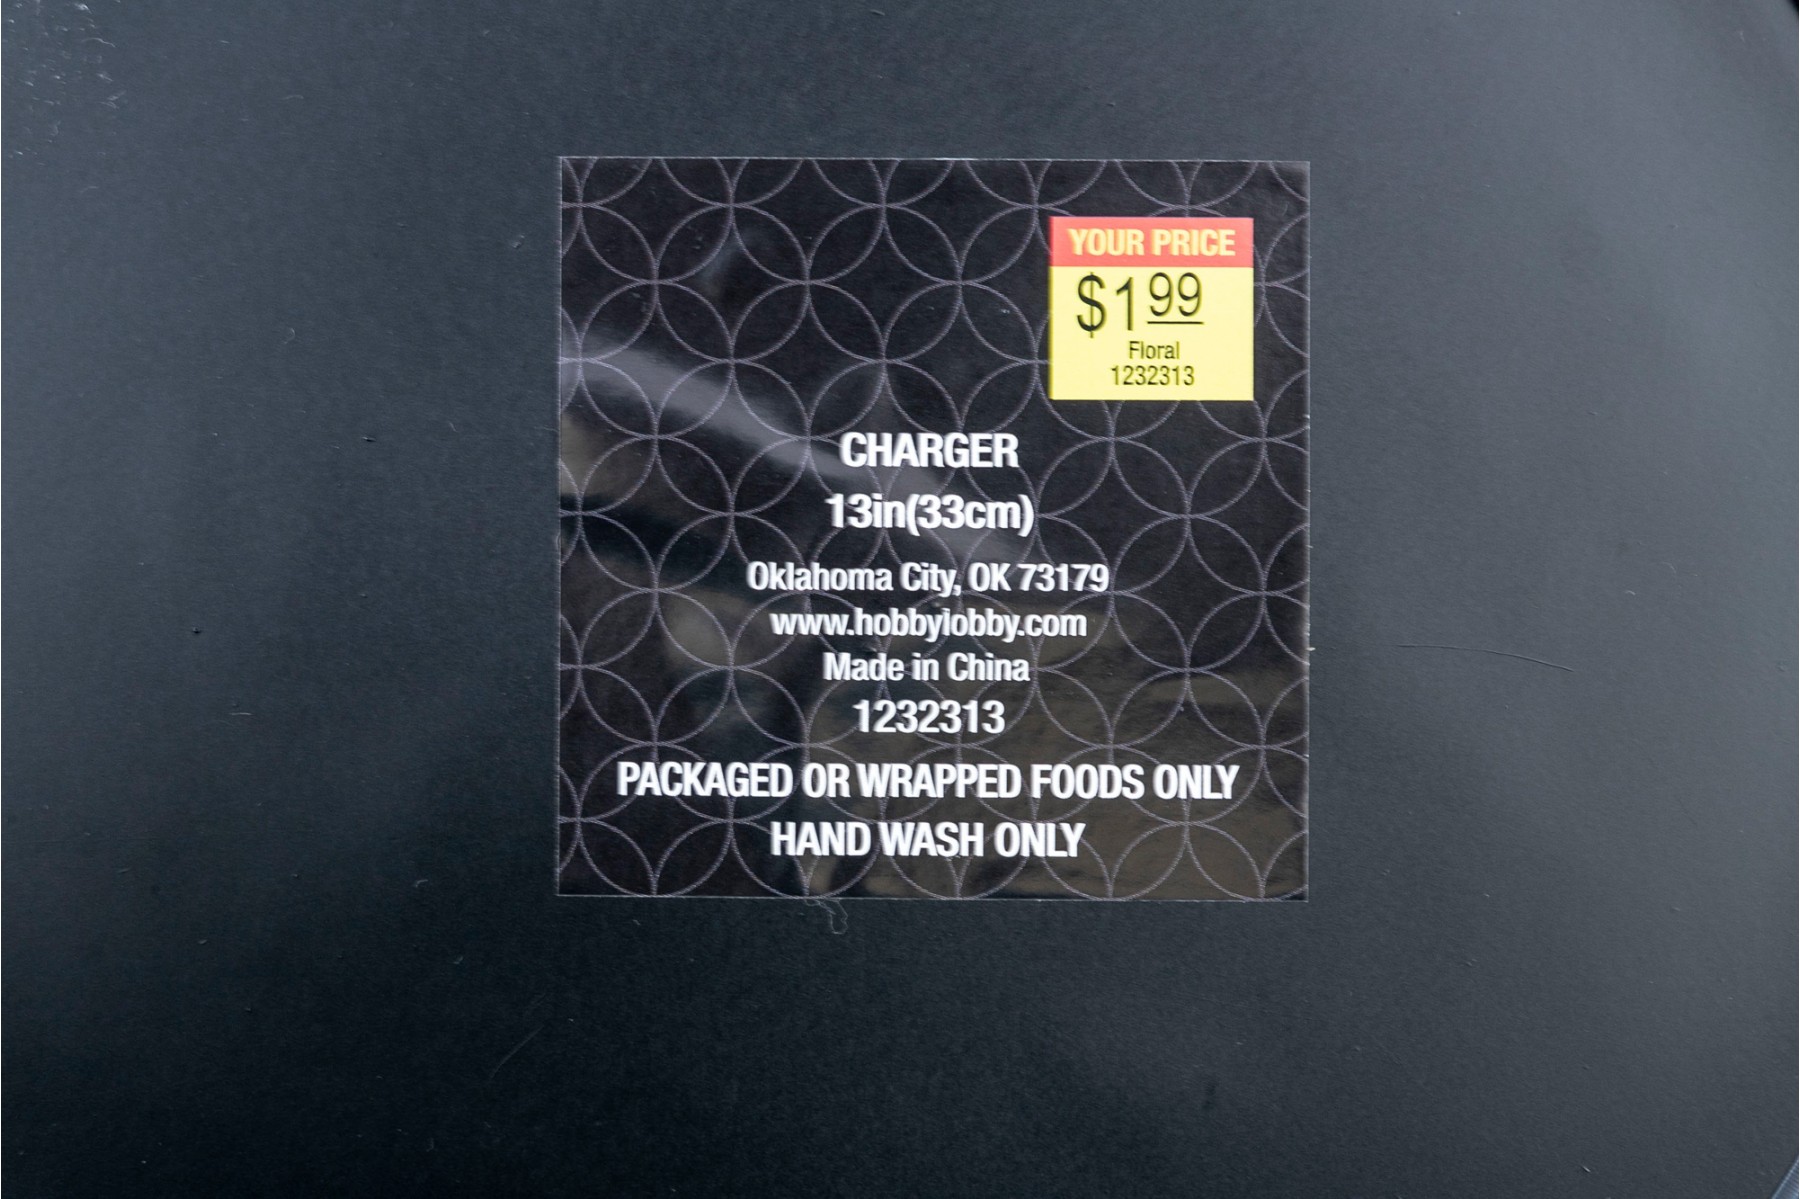 YOUR PRICE
$1 99
Floral
1232313
CHARGER
13in(33cm)
Oklahoma City, OK 73179
www.hobbylobby.com
Made in China
1232313
PACKAGED OR WRAPPED FOODS ONLY
HAND WASH ONLY